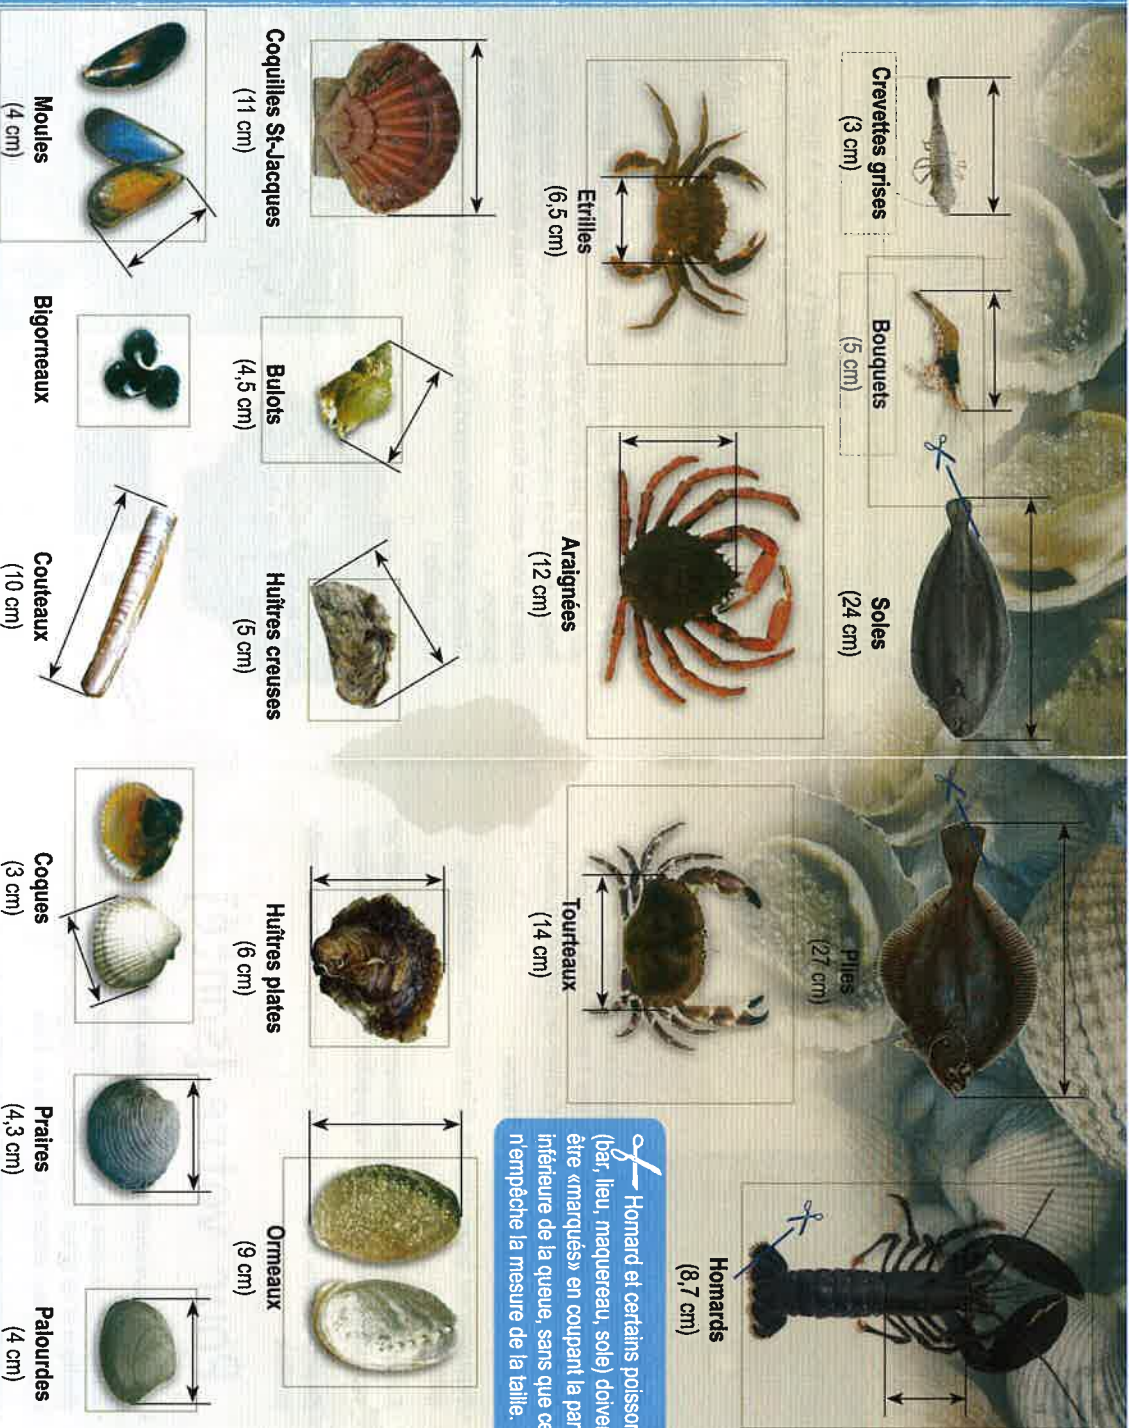 Crevettes grises
(3 cm)
Bouquets
(5 cm)
Soles
(24 cm)
Plies
(27 cm)
Homards
(8,7 cm)
Etrilles
(6,5 cm)
Araignées
(12 cm)
Tourteaux
(14 cm)
Homard et certains
(bar, lieu, maquereau, sole)
être «marqués» en coupant la
inférieure de la queue, sans que
n'empêche la mesure de la taille.
Coquilles St-Jacques
(11 cm)
Bulots
(4,5 cm)
Huîtres creuses
(5 cm)
Huîtres plates
(6 cm)
Ormeaux
(9 cm)
Moules
(4 cm)
Bigorneaux
Couteaux
(10 cm)
Coques
(3 cm)
Praires
(4,3 cm)
Palourdes
(4 cm)